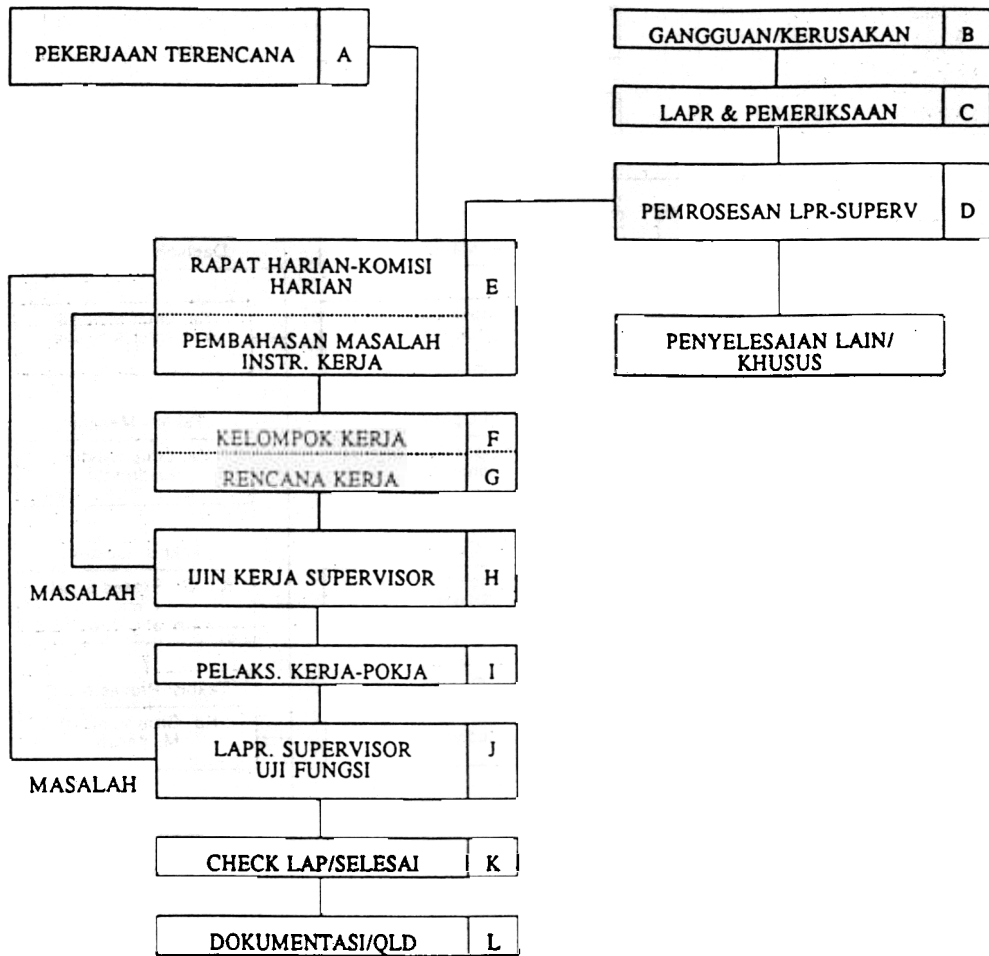 PEKERJAAN TERENCANA A
GANGGUAN/KERUSAKAN B
LAPR & PEMERIKSAAN C
PEMROSESAN LPR-SUPERV D
RAPAT HARIAN-KOMISI
HARIAN
E
PEMBAHASAN MASALAH
INSTR. KERJA
PENYELESAIAN LAIN/
KHUSUS
KELOMPOK KERJA F
RENCANA KERJA G
IJIN KERJA SUPERVISOR H
MASALAH
PELAKS. KERJA-POKJA I
LAPR. SUPERVISOR J
UJI FUNGSI
MASALAH
CHECK LAP/SELESAI K
DOKUMENTASI/QLD L